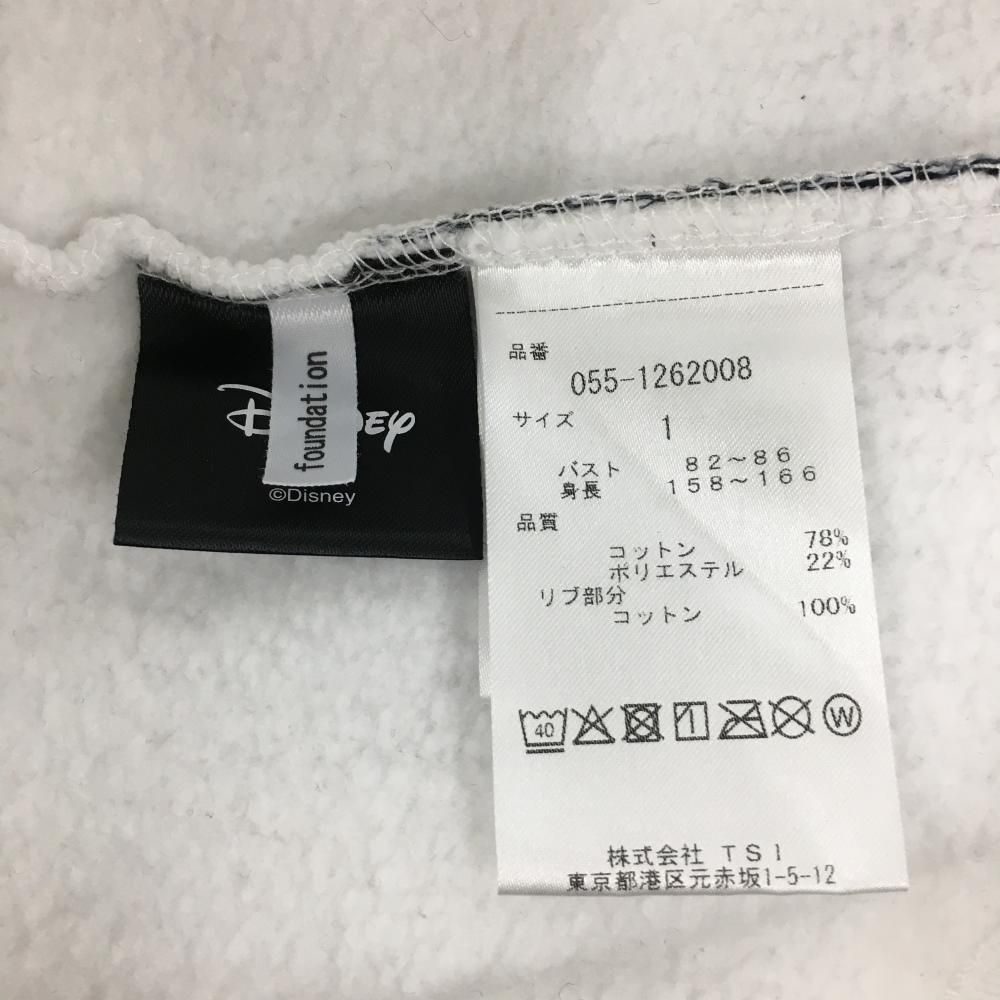 Disney
foundation
©Disney
品番
055-1262008
サイズ 1
バスト 82～86
身長 158～166
品質
コットン 78%
ポリエステル 22%
リブ部分
コットン 100%
40
W
株式会社 TSI
東京都港区元赤坂1-5-12